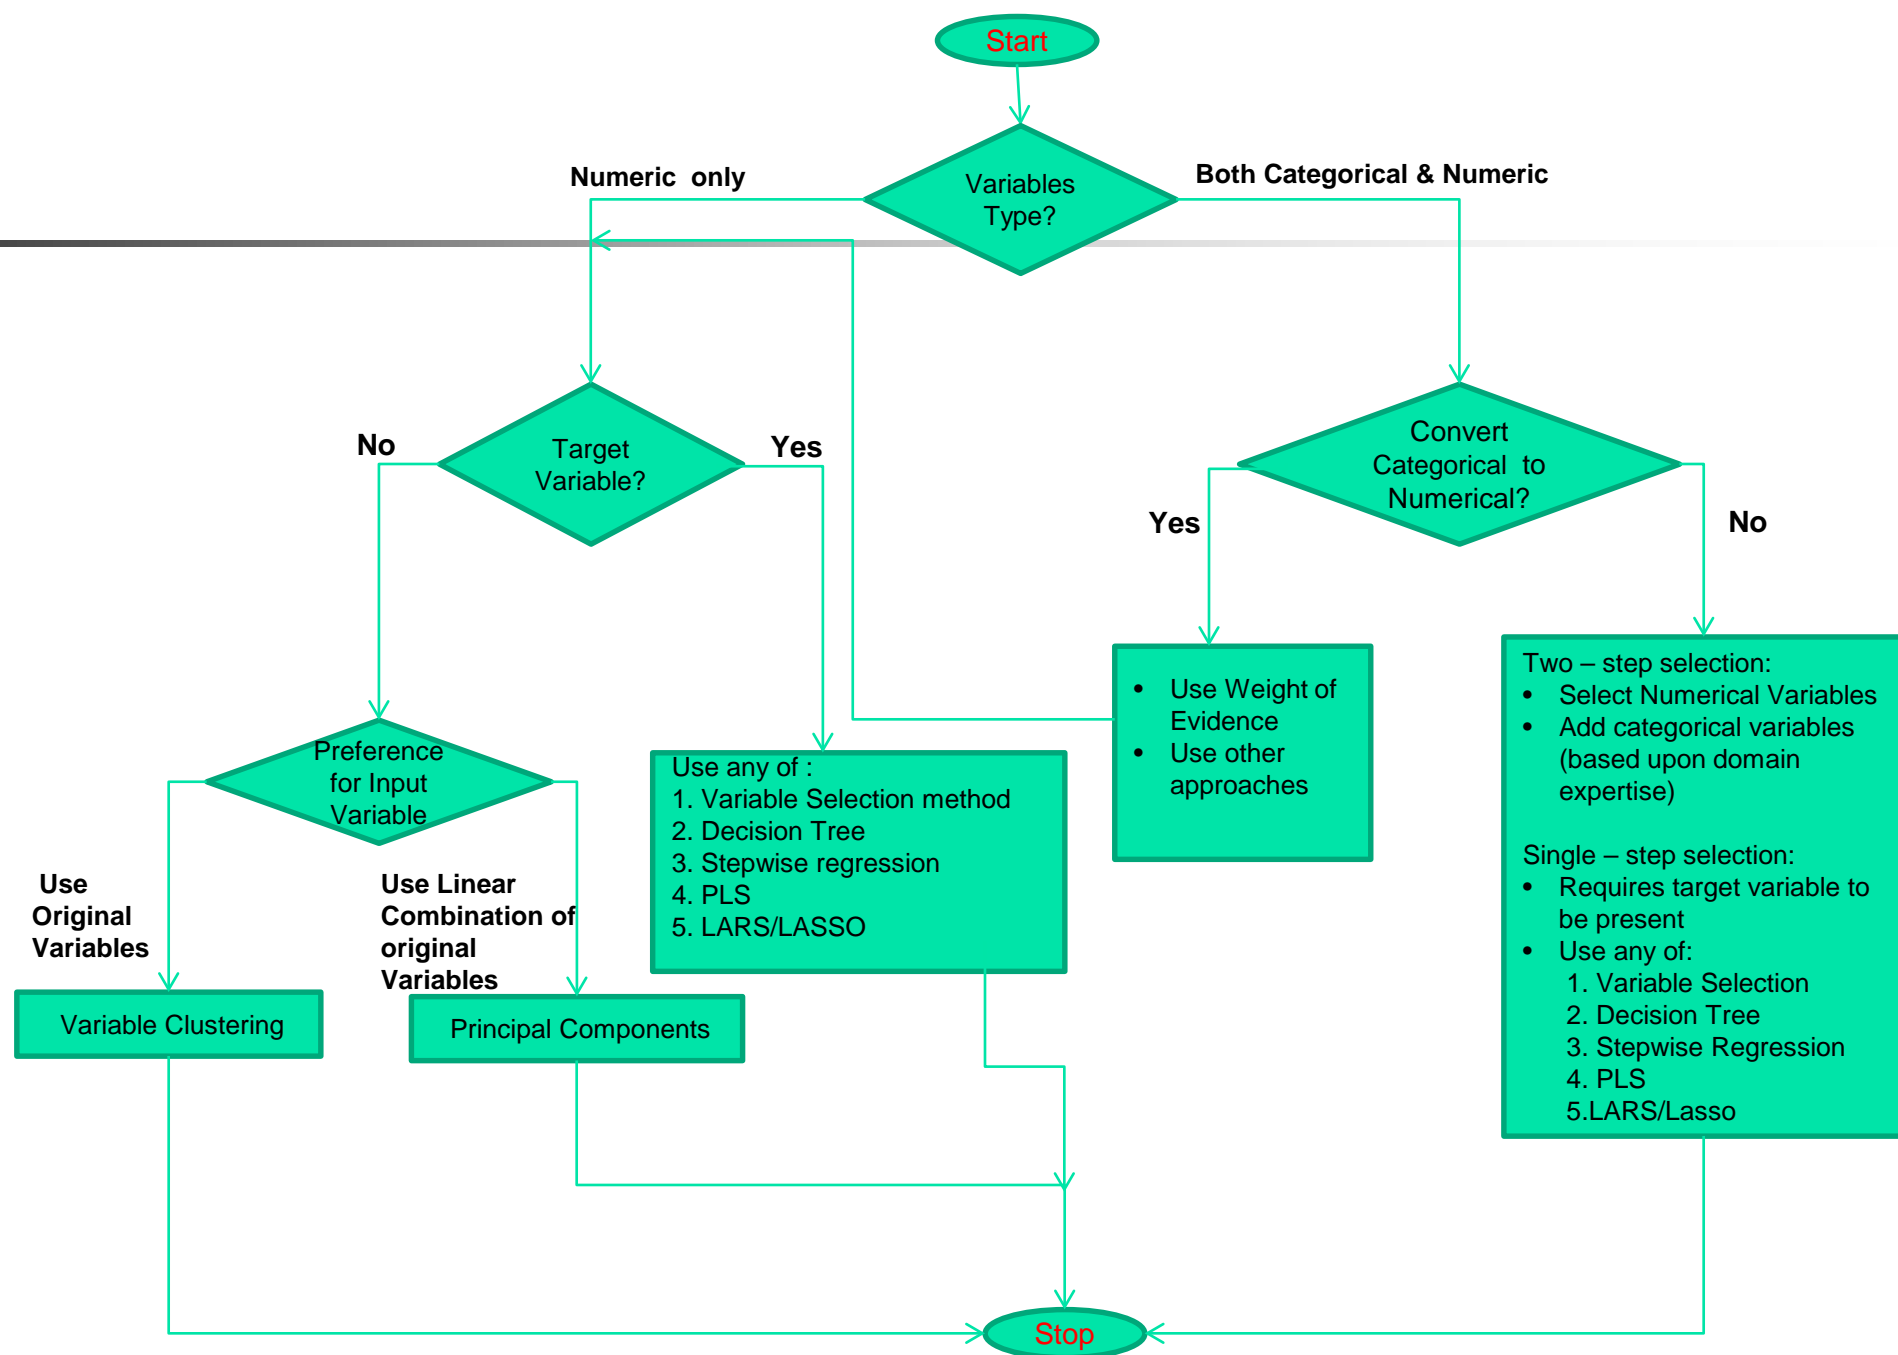 Start
Variables
Type?
Numeric  only
Both Categorical & Numeric
Target
Variable?
No
Yes
Convert
Categorical  to
Numerical?
Yes
No
Preference
for Input
Variable
Use
Original
Variables
Use Linear
Combination of
original
Variables
Variable Clustering
Principal Components
Use any of :
1. Variable Selection method
2. Decision Tree
3. Stepwise regression
4. PLS
5. LARS/LASSO
• Use Weight of
Evidence
• Use other
approaches
Two – step selection:
• Select Numerical Variables
• Add categorical variables
(based upon domain
expertise)
Single – step selection:
• Requires target variable to
be present
• Use any of:
1. Variable Selection
2. Decision Tree
3. Stepwise Regression
4. PLS
5.LARS/Lasso
Stop